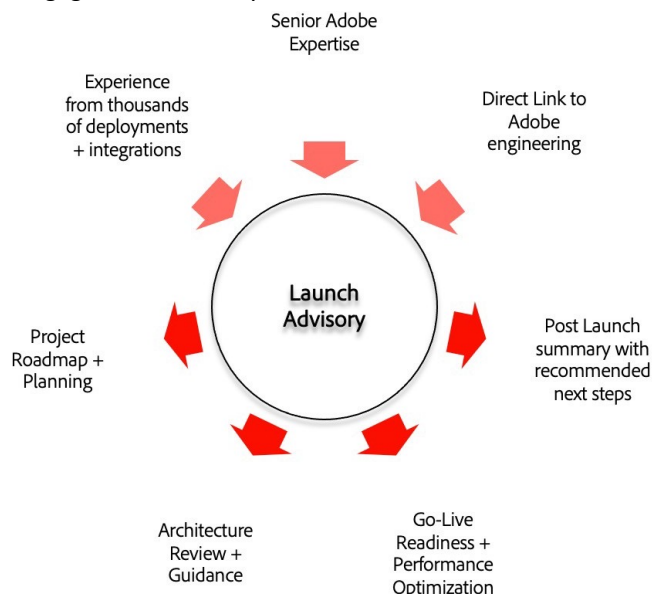 Senior Adobe
Expertise
Experience
from thousands
of deployments
+ integrations
Direct Link to
Adobe
engineering
Launch
Advisory
Project
Roadmap +
Planning
Post Launch
summary with
recommended
next steps
Architecture
Review +
Guidance
Go-Live
Readiness +
Performance
Optimization